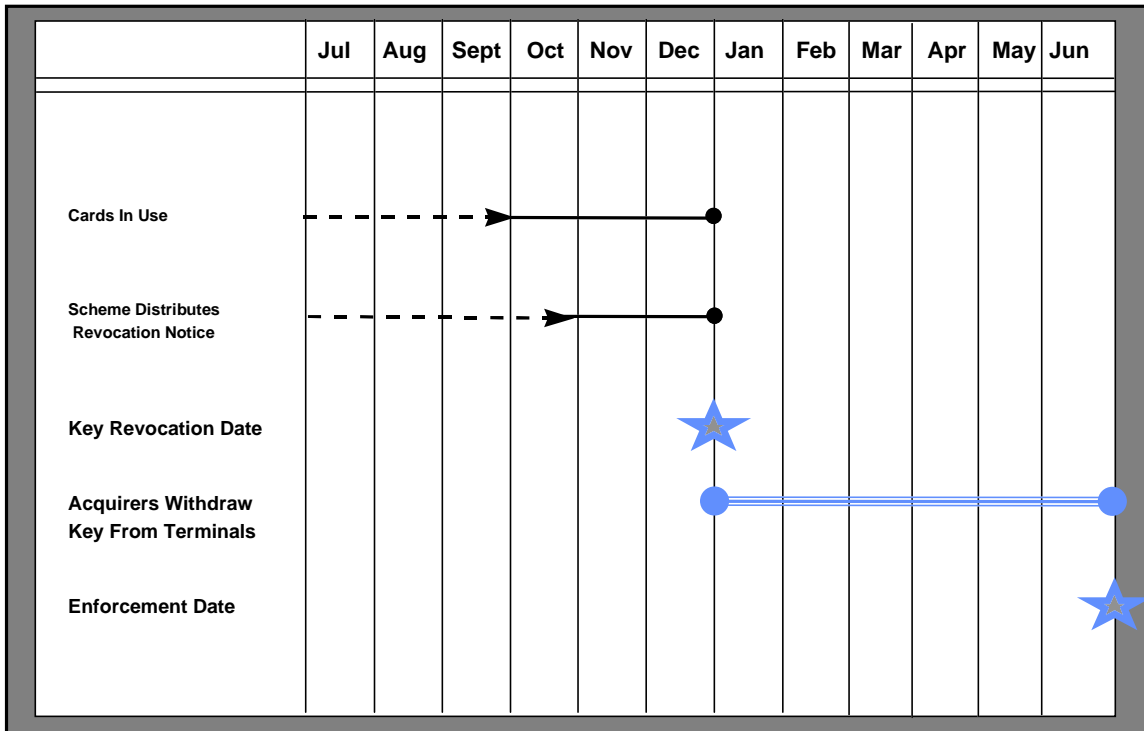 Jul Aug Sept Oct Nov Dec Jan Feb Mar Apr May Jun
Cards In Use
Scheme Distributes
Revocation Notice
Key Revocation Date
Acquirers Withdraw
Key From Terminals
Enforcement Date